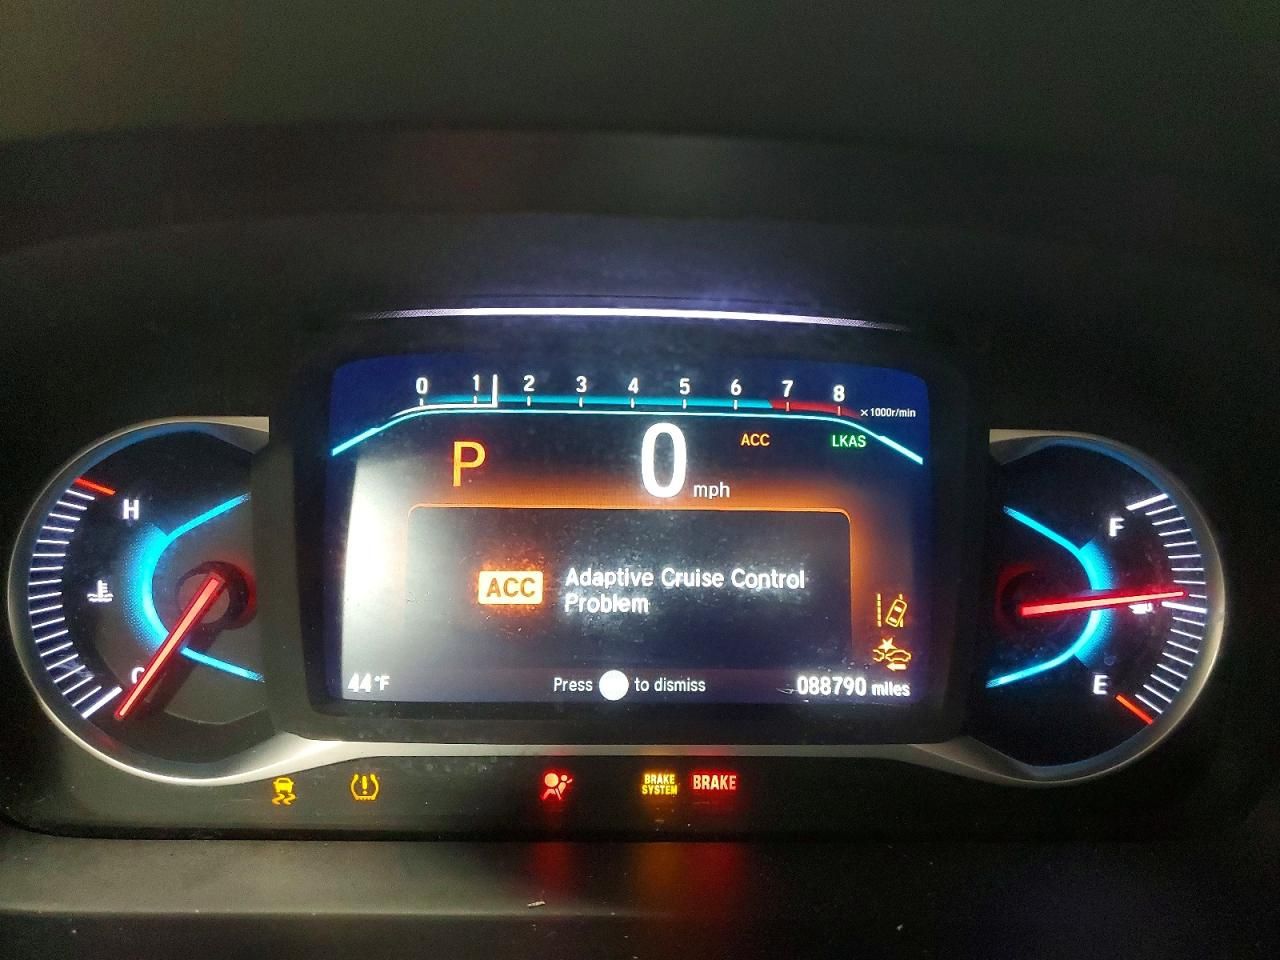 0 1 2 3 4 5 6 7 8
x1000r/min
P 0 mph ACC LKAS
H
F
ACC Adaptive Cruise Control
Problem
C
E
44°F Press to dismiss 088790 miles
BRAKE
SYSTEM
BRAKE